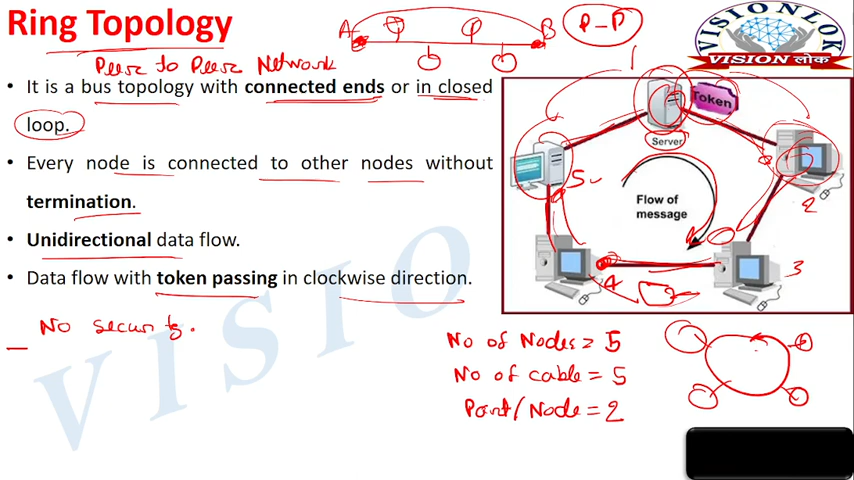 Ring Topology
A
B
P-P
Peer to Peer Network
VISIONLOK
VISION लोक
• It is a bus topology with connected ends or in closed
loop.
• Every node is connected to other nodes without
termination.
• Unidirectional data flow.
• Data flow with token passing in clockwise direction.
No security.
Token
Server
1
2
3
4
5
Flow of
message
No of Nodes = 5
No of cable = 5
Port/Node = 2
VISIO